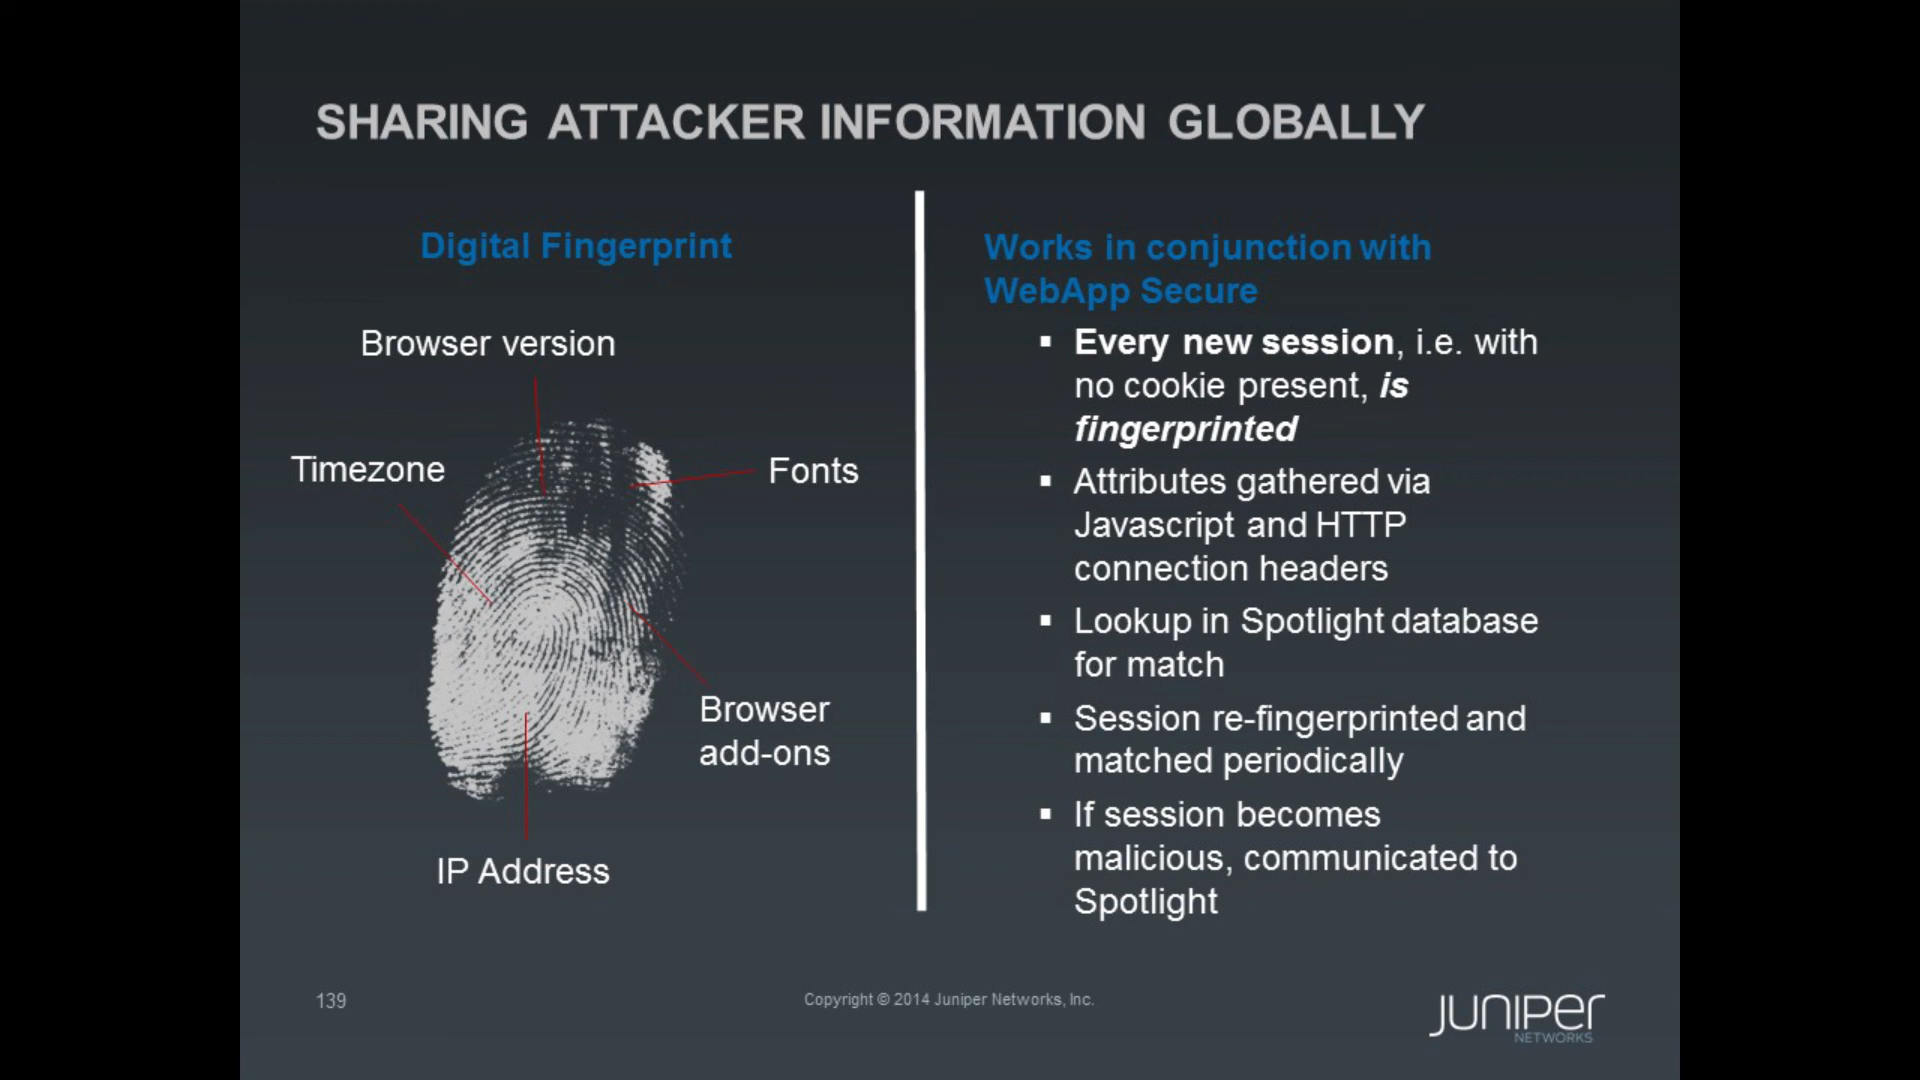 SHARING ATTACKER INFORMATION GLOBALLY
Digital Fingerprint
Browser version
Timezone
Fonts
Browser
add-ons
IP Address
Works in conjunction with
WebApp Secure
▪ Every new session, i.e. with
no cookie present, is
fingerprinted
▪ Attributes gathered via
Javascript and HTTP
connection headers
▪ Lookup in Spotlight database
for match
▪ Session re-fingerprinted and
matched periodically
▪ If session becomes
malicious, communicated to
Spotlight
139
Copyright © 2014 Juniper Networks, Inc.
JUNIPER
NETWORKS